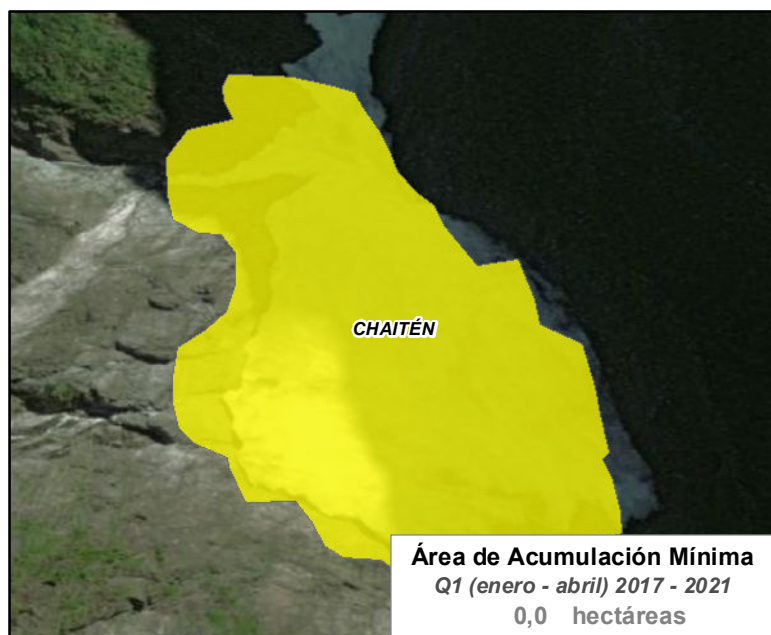 CHAITÉN
Área de Acumulación Mínima
Q1 (enero - abril) 2017 - 2021
0,0 hectáreas